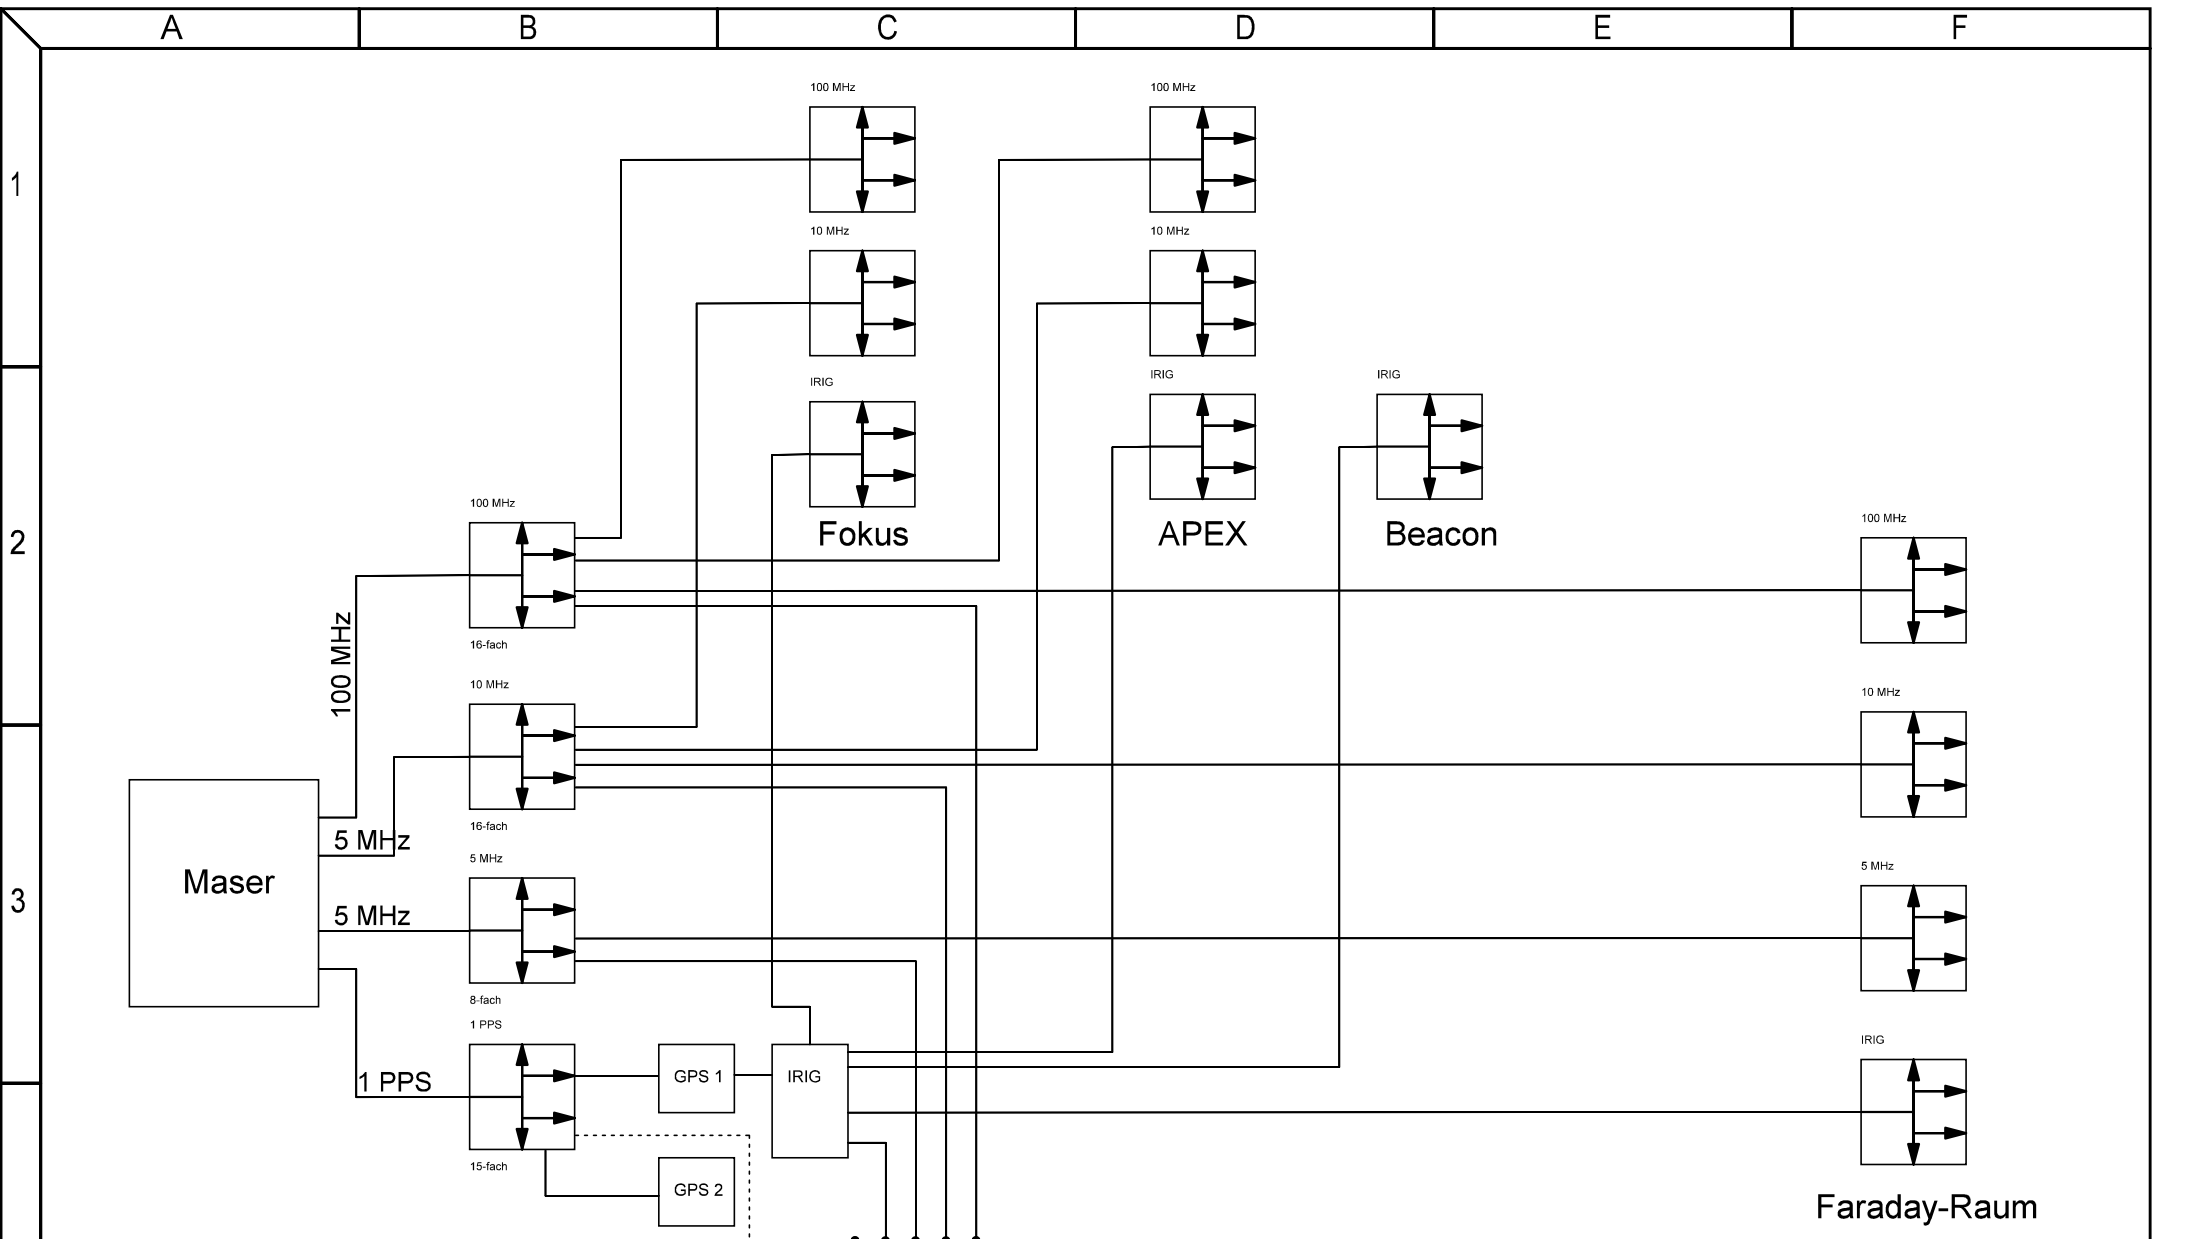 A B C D E F
1
2
3
100 MHz
100 MHz
10 MHz
10 MHz
IRIG
IRIG
IRIG
Fokus
APEX
Beacon
100 MHz
16-fach
100 MHz
100 MHz
10 MHz
16-fach
10 MHz
Maser
5 MHz
5 MHz
5 MHz
8-fach
5 MHz
1 PPS
1 PPS
15-fach
GPS 1
IRIG
GPS 2
IRIG
Faraday-Raum